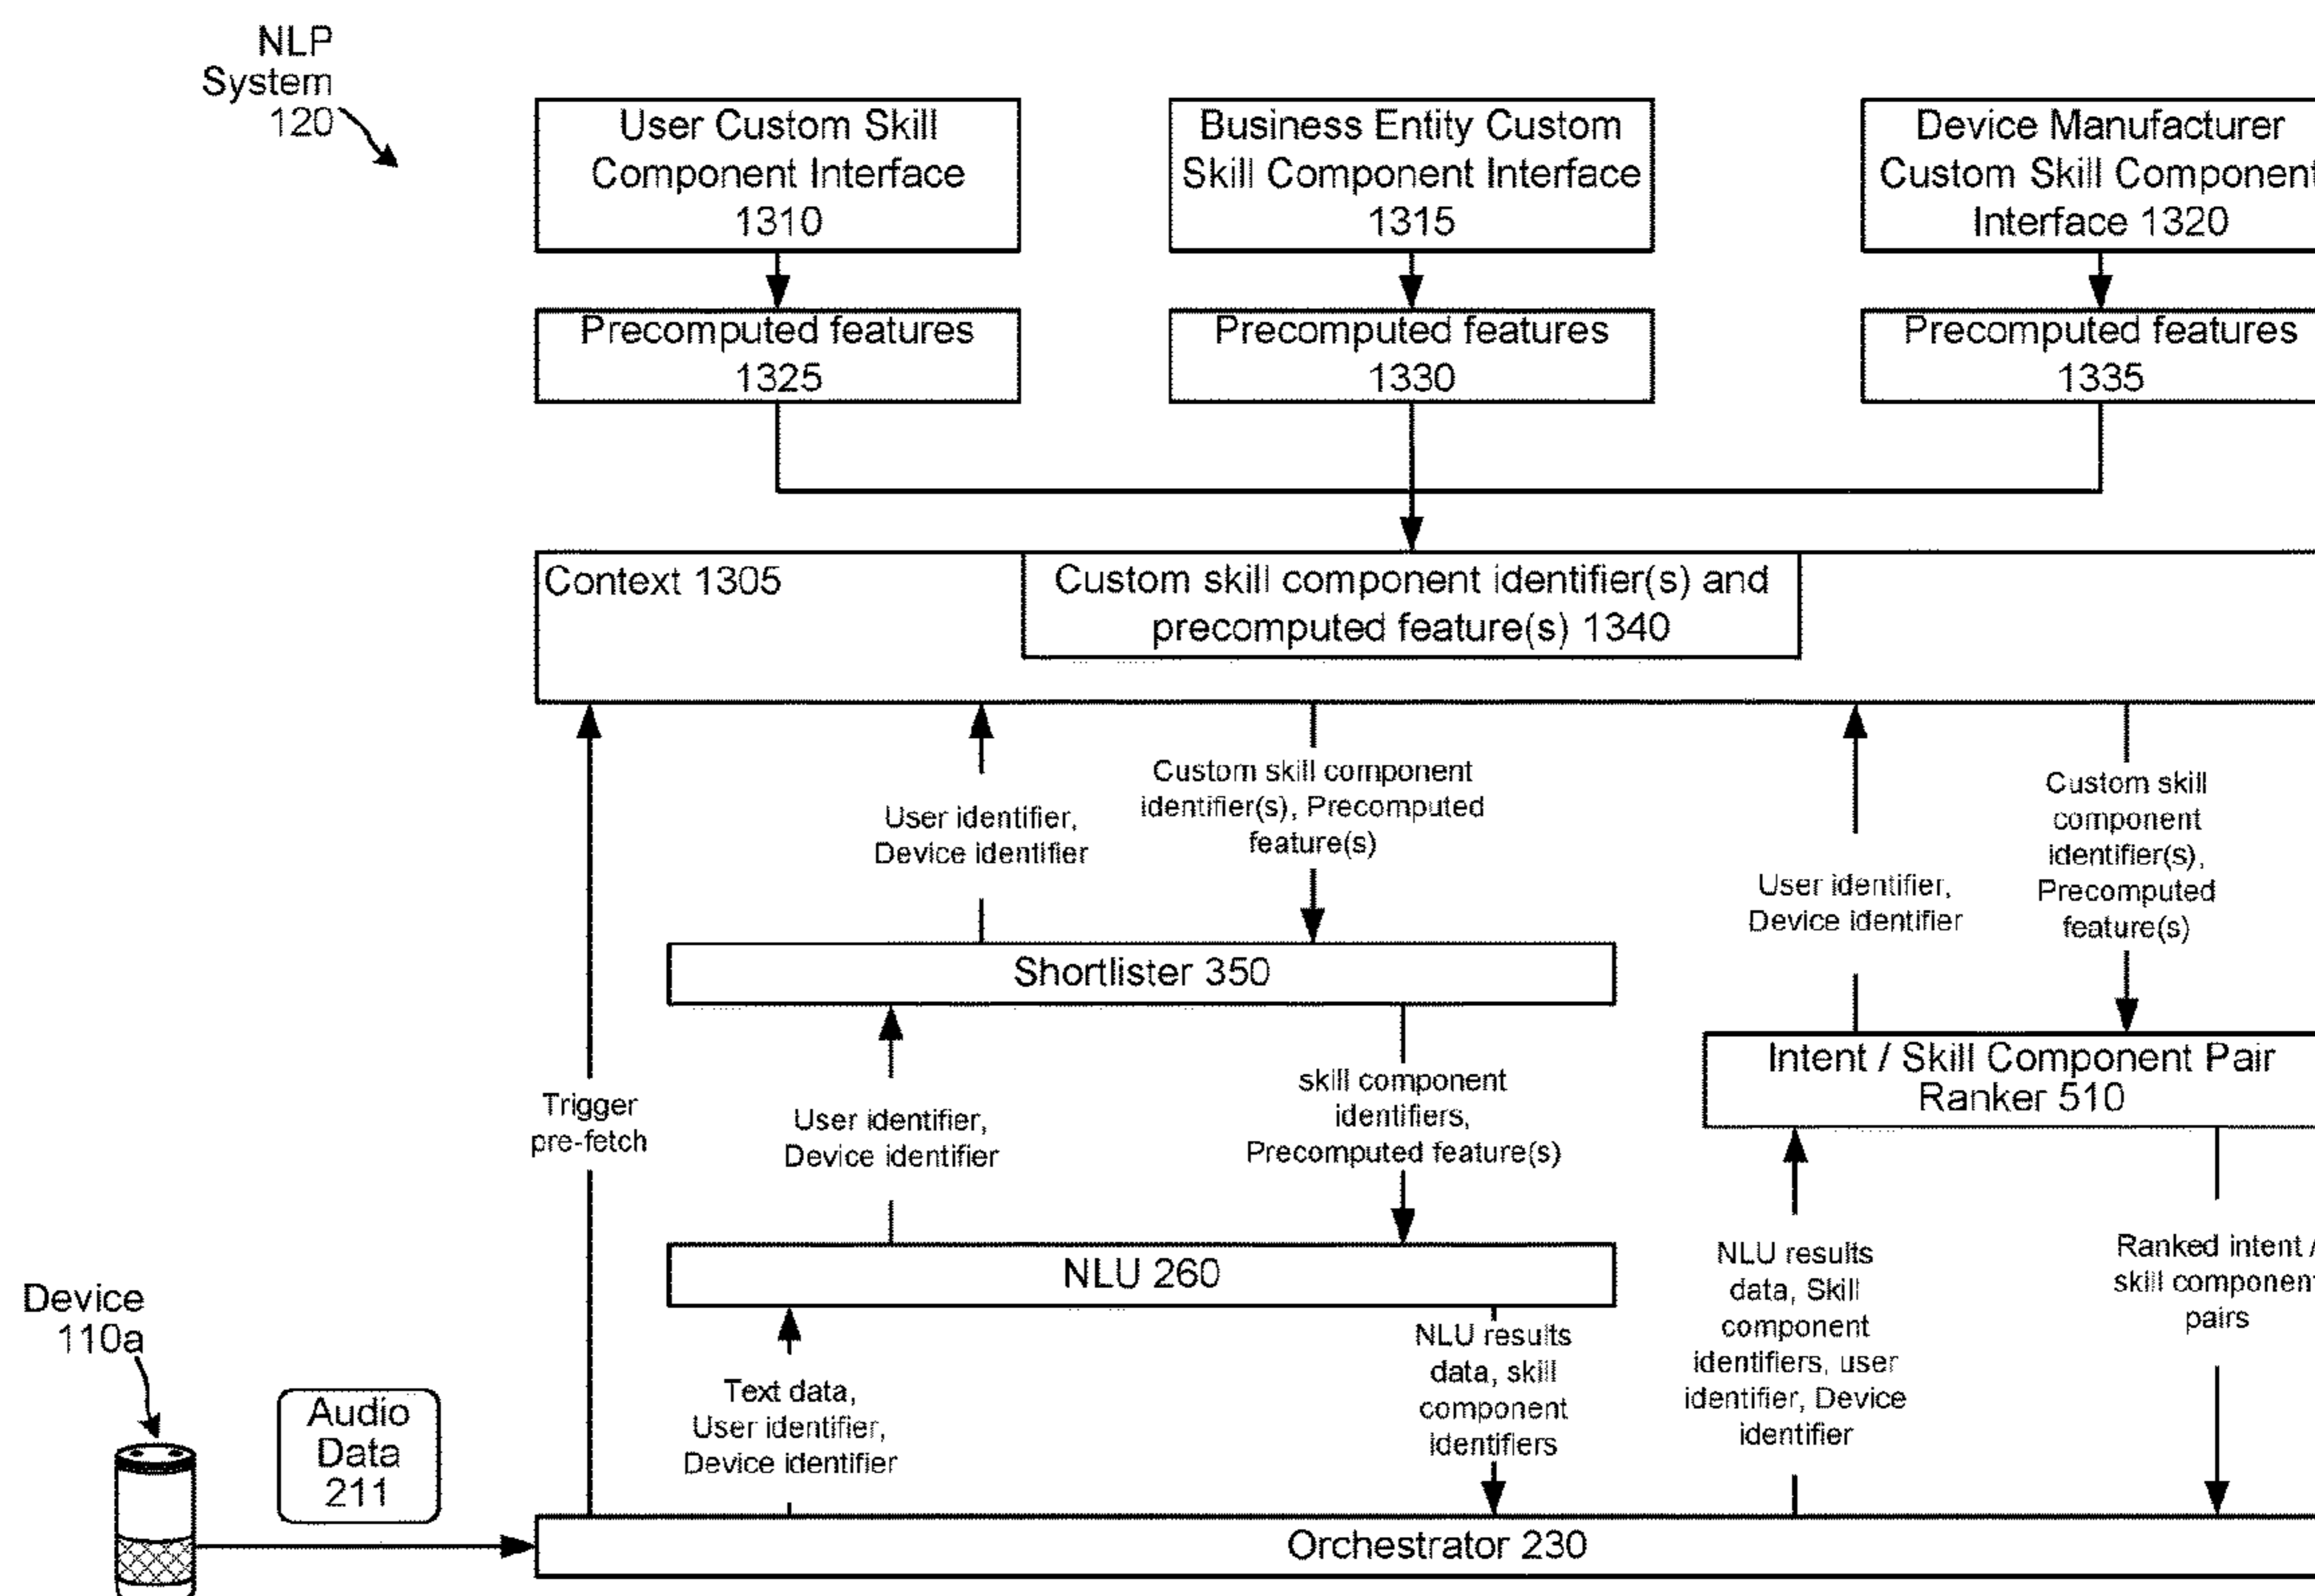 NLP
System
120
User Custom Skill
Component Interface
1310
Business Entity Custom
Skill Component Interface
1315
Device Manufacturer
Custom Skill Component
Interface 1320
Precomputed features
1325
Precomputed features
1330
Precomputed features
1335
Context 1305
Custom skill component identifier(s) and
precomputed feature(s) 1340
User identifier,
Device identifier
Custom skill component
identifier(s), Precomputed
feature(s)
User identifier,
Device identifier
Custom skill
component
identifier(s),
Precomputed
feature(s)
Shortlister 350
Intent / Skill Component Pair
Ranker 510
Trigger
pre-fetch
User identifier,
Device identifier
skill component
identifiers,
Precomputed feature(s)
NLU 260
NLU results
data, Skill
component
identifiers, user
identifier, Device
identifier
Ranked intent /
skill component
pairs
Device
110a
Audio
Data
211
Text data,
User identifier,
Device identifier
NLU results
data, skill
component
identifiers
Orchestrator 230